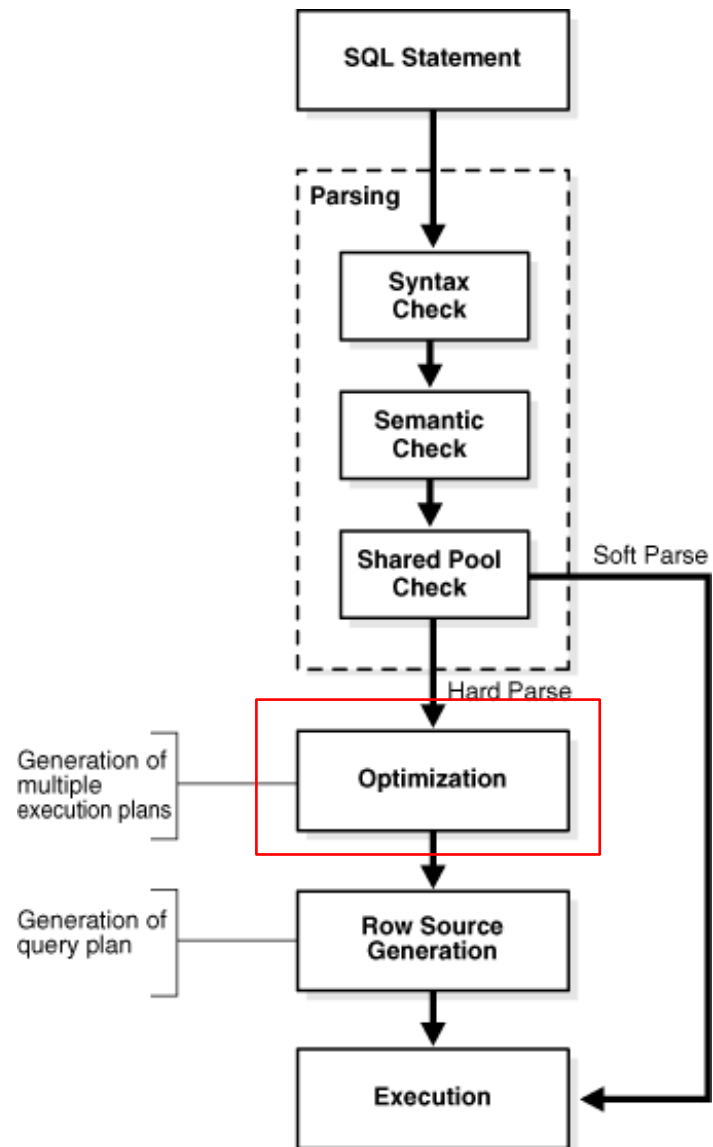 SQL Statement
Parsing
Syntax
Check
Semantic
Check
Shared Pool
Check
Soft Parse
Hard Parse
Generation of
multiple
execution plans
Optimization
Generation of
query plan
Row Source
Generation
Execution